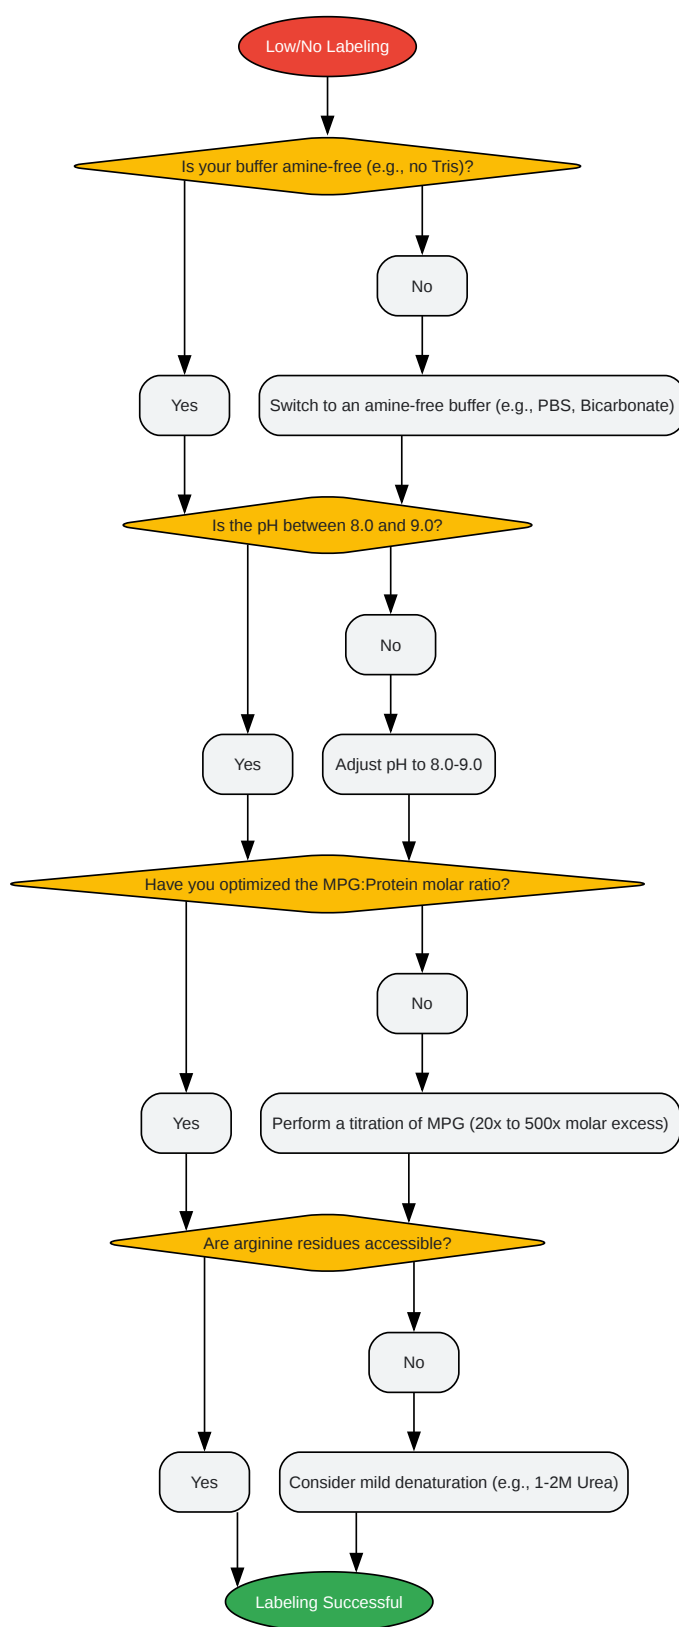 Low/No Labeling
Is your buffer amine-free (e.g., no Tris)?
No
Yes
Switch to an amine-free buffer (e.g., PBS, Bicarbonate)
Is the pH between 8.0 and 9.0?
No
Yes
Adjust pH to 8.0-9.0
Have you optimized the MPG:Protein molar ratio?
No
Yes
Perform a titration of MPG (20x to 500x molar excess)
Are arginine residues accessible?
No
Yes
Consider mild denaturation (e.g., 1-2M Urea)
Labeling Successful